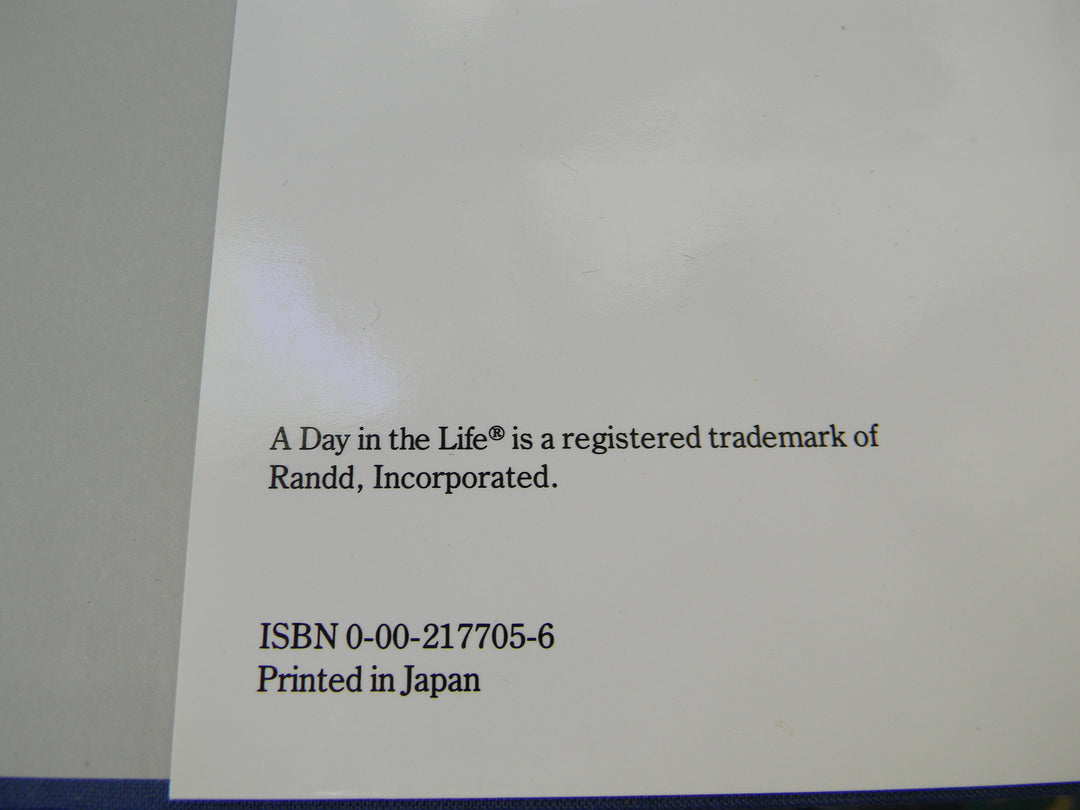 A Day in the Life® is a registered trademark of
Randd, Incorporated.
ISBN 0-00-217705-6
Printed in Japan